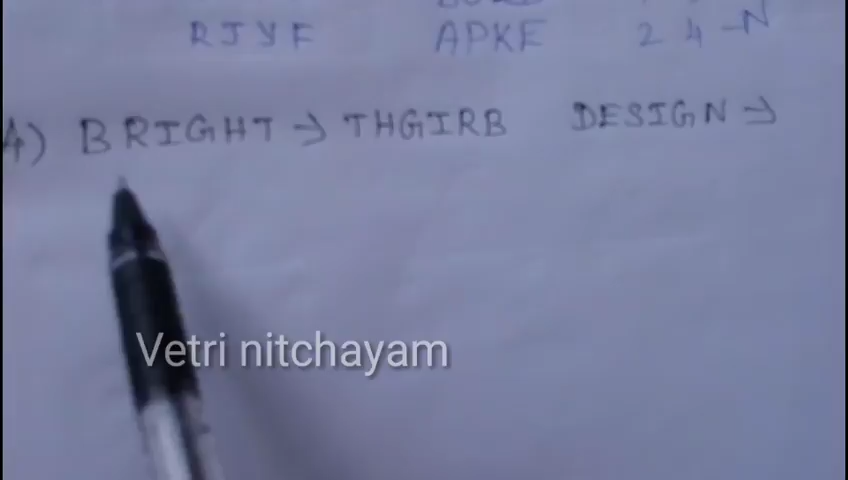 RJYF APKE 24-N
4) BRIGHT → THGIRB DESIGN →
Vetri nitchayam